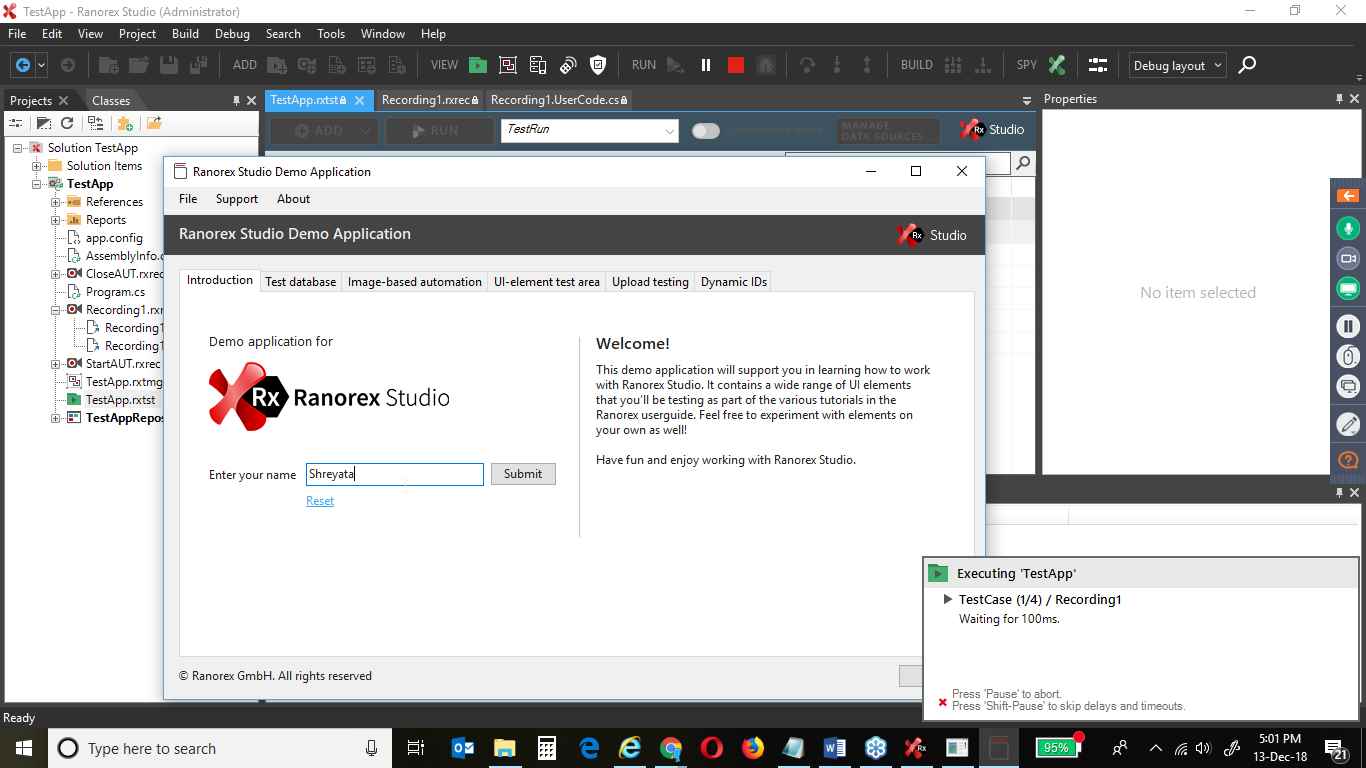 TestApp - Ranorex Studio (Administrator)
File Edit View Project Build Debug Search Tools Window Help
ADD VIEW RUN BUILD SPY Debug layout
Projects Classes TestApp.rxtst Recording1.rxrec Recording1.UserCode.cs Properties
ADD RUN TestRun MANAGE DATA SOURCES Rx Studio
Solution TestApp
Solution Items
TestApp
References
Reports
app.config
AssemblyInfo.c
CloseAUT.rxrec
Program.cs
Recording1.rxr
Recording1
Recording1
StartAUT.rxrec
TestApp.rxtmg
TestApp.rxtst
TestAppRepos
Ranorex Studio Demo Application
File Support About
Ranorex Studio Demo Application Rx Studio
Introduction Test database Image-based automation UI-element test area Upload testing Dynamic IDs
Demo application for
Rx Ranorex Studio
Enter your name Shreyata Submit
Reset
Welcome!
This demo application will support you in learning how to work
with Ranorex Studio. It contains a wide range of UI elements
that you'll be testing as part of the various tutorials in the
Ranorex userguide. Feel free to experiment with elements on
your own as well!
Have fun and enjoy working with Ranorex Studio.
© Ranorex GmbH. All rights reserved
No item selected
Executing 'TestApp'
TestCase (1/4) / Recording1
Waiting for 100ms.
Press 'Pause' to abort.
Press 'Shift-Pause' to skip delays and timeouts.
Ready
Type here to search
95%
5:01 PM
13-Dec-18
21